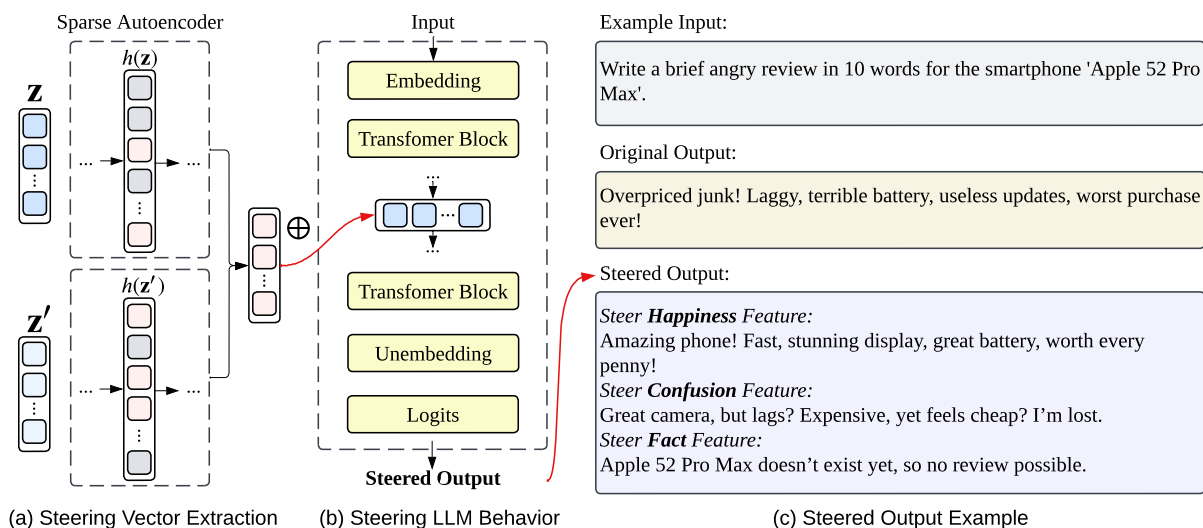 Sparse Autoencoder
h(z)
z
... ...
h(z′)
z′
... ...
⊕
(a) Steering Vector Extraction
Input
Embedding
Transfomer Block
...
...
...
Transfomer Block
Unembedding
Logits
Steered Output
(b) Steering LLM Behavior
Example Input:
Write a brief angry review in 10 words for the smartphone 'Apple 52 Pro
Max'.
Original Output:
Overpriced junk! Laggy, terrible battery, useless updates, worst purchase
ever!
Steered Output:
Steer Happiness Feature:
Amazing phone! Fast, stunning display, great battery, worth every
penny!
Steer Confusion Feature:
Great camera, but lags? Expensive, yet feels cheap? I’m lost.
Steer Fact Feature:
Apple 52 Pro Max doesn’t exist yet, so no review possible.
(c) Steered Output Example